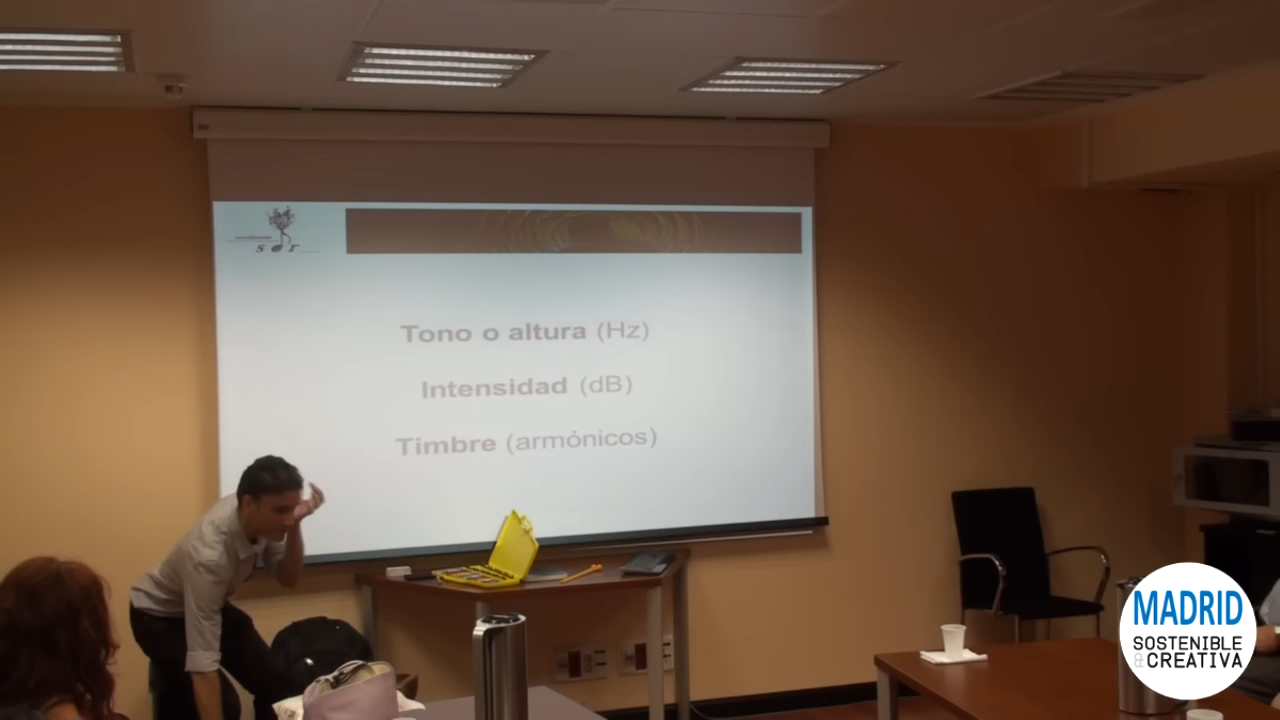 s r
Tono o altura (Hz)
Intensidad (dB)
Timbre (armónicos)
MADRID
SOSTENIBLE
CREATIVA